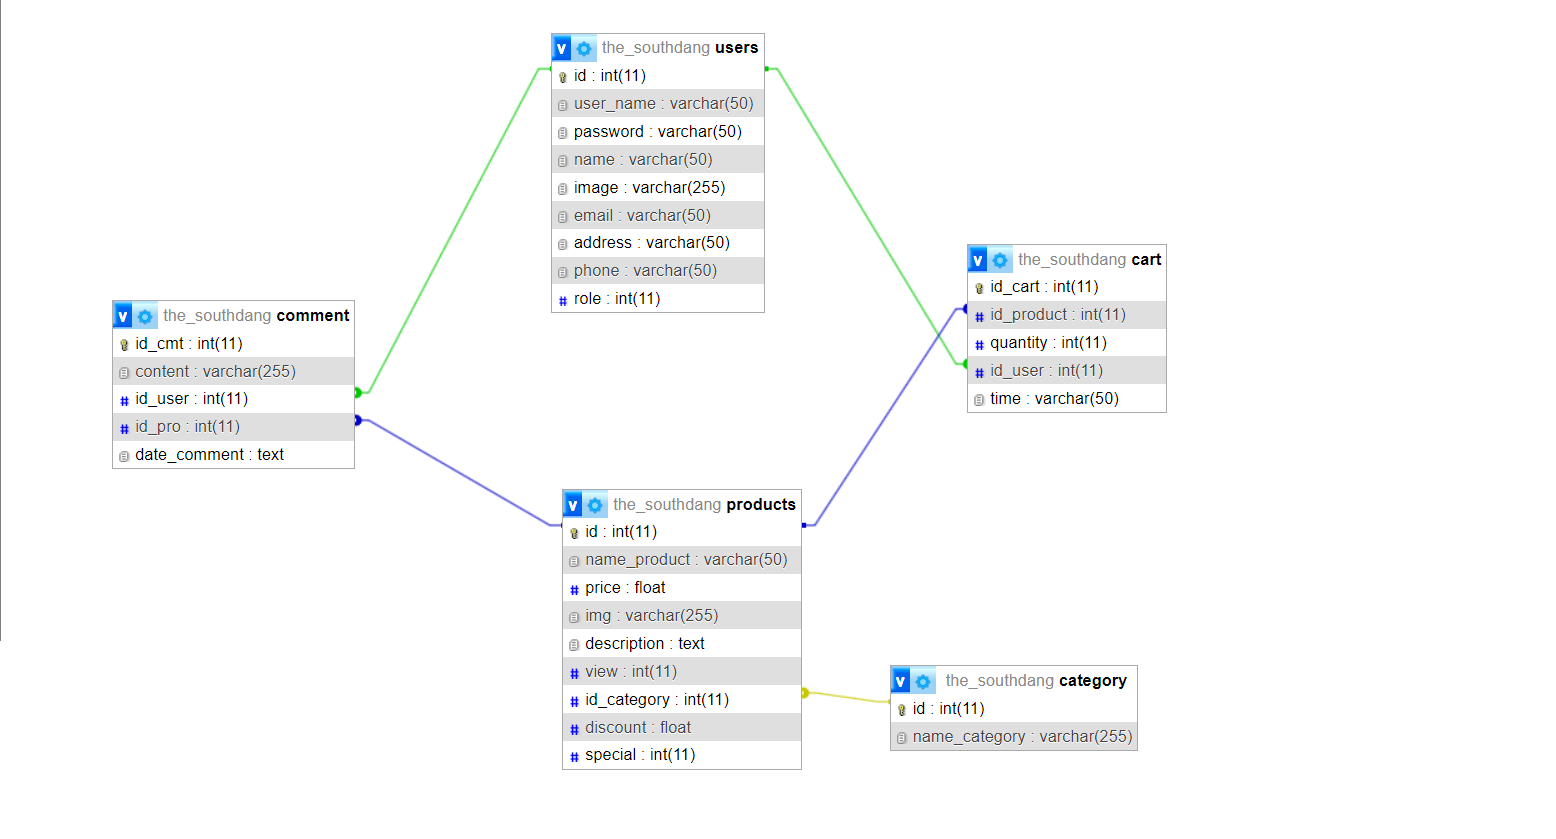 v the_southdang users
id : int(11)
user_name : varchar(50)
password : varchar(50)
name : varchar(50)
image : varchar(255)
email : varchar(50)
address : varchar(50)
phone : varchar(50)
# role : int(11)
v the_southdang cart
id_cart : int(11)
# id_product : int(11)
# quantity : int(11)
# id_user : int(11)
time : varchar(50)
v the_southdang comment
id_cmt : int(11)
content : varchar(255)
# id_user : int(11)
# id_pro : int(11)
date_comment : text
v the_southdang products
id : int(11)
name_product : varchar(50)
# price : float
img : varchar(255)
description : text
# view : int(11)
# id_category : int(11)
# discount : float
# special : int(11)
v the_southdang category
id : int(11)
name_category : varchar(255)